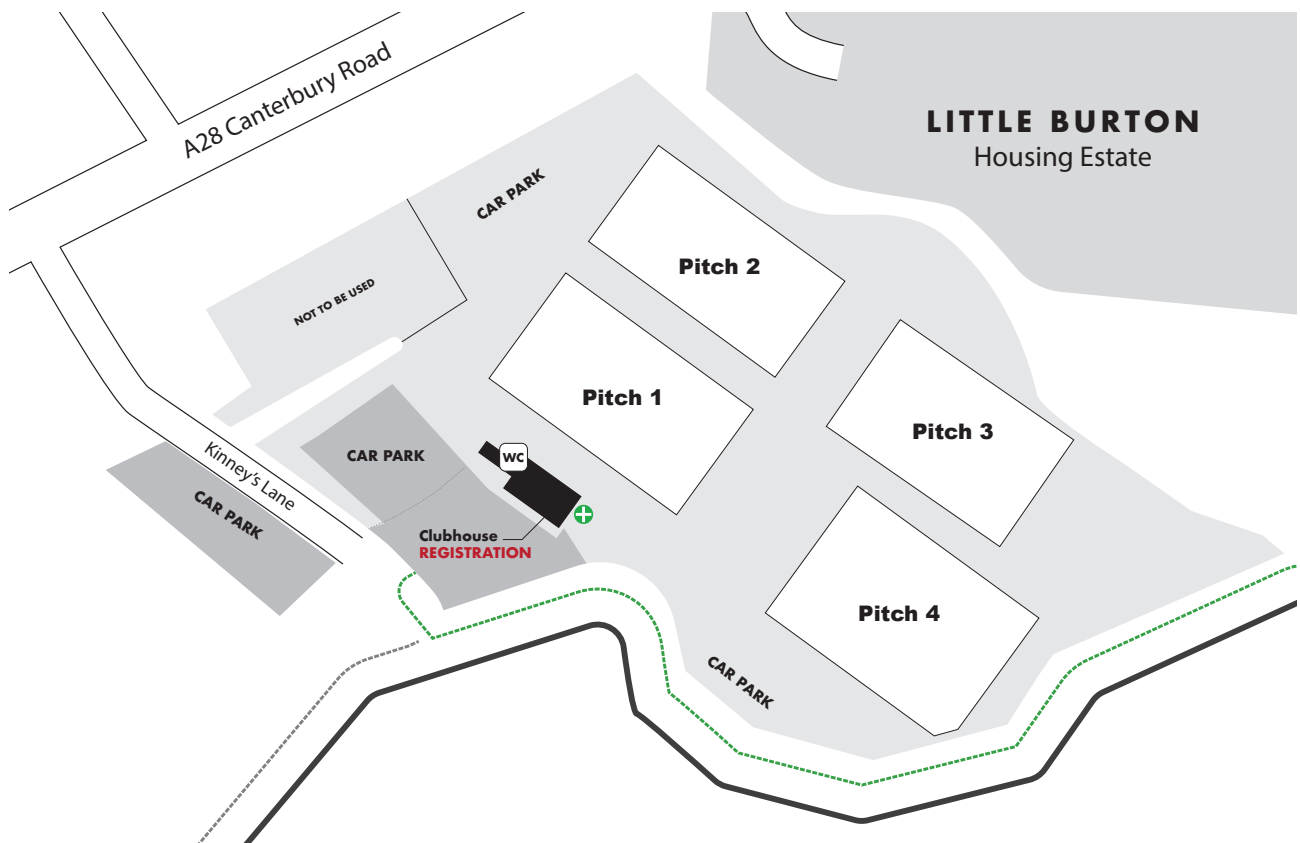 A28 Canterbury Road
LITTLE BURTON
Housing Estate
CAR PARK
Pitch 2
NOT TO BE USED
Pitch 1
Pitch 3
Kinney's Lane
CAR PARK
WC
CAR PARK
Clubhouse
REGISTRATION
Pitch 4
CAR PARK